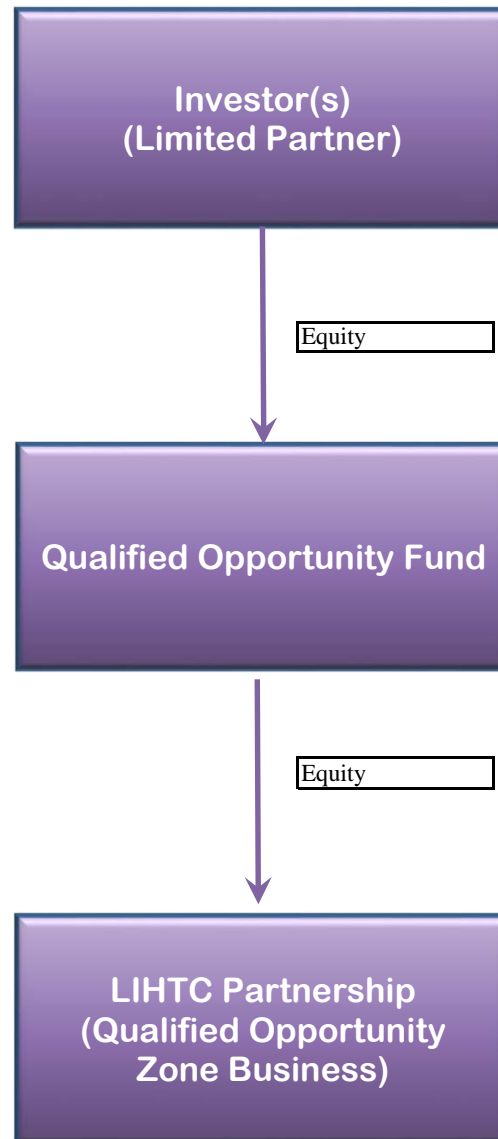 Investor(s)
(Limited Partner)
Equity
Qualified Opportunity Fund
Equity
LIHTC Partnership
(Qualified Opportunity
Zone Business)